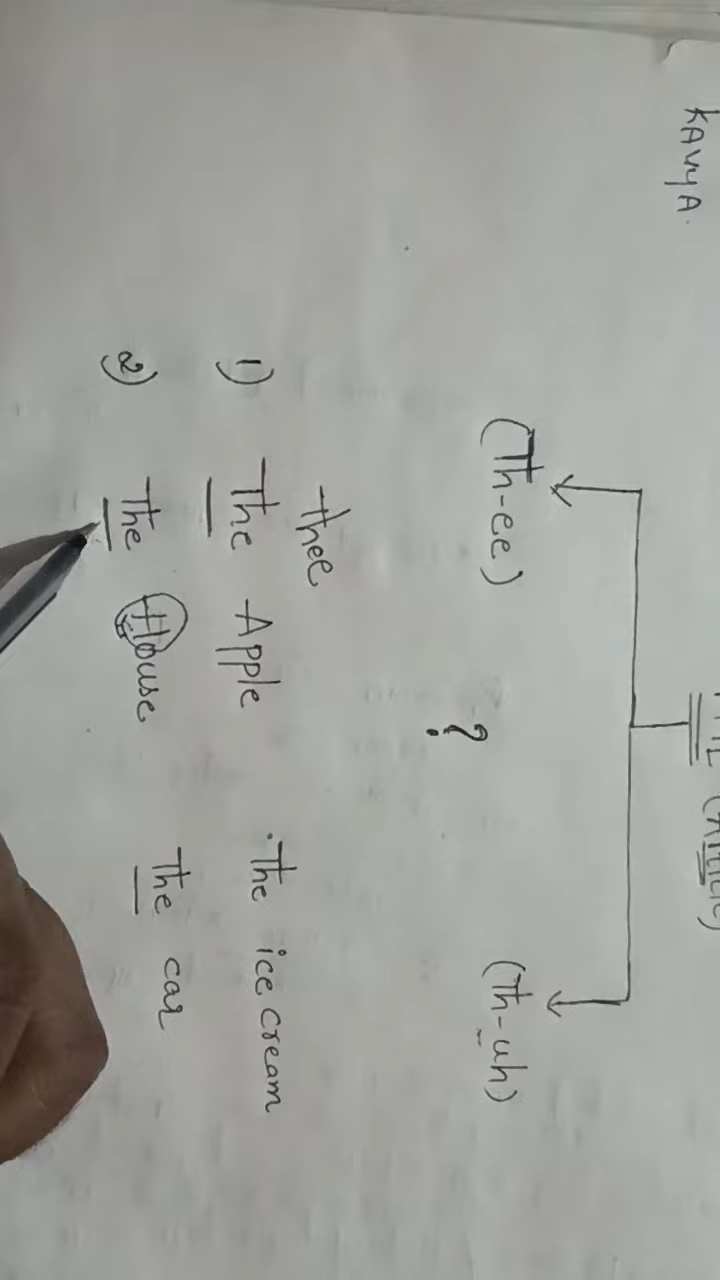 KAVYA.
THE (Article)
(Th-ee) (Th-uh)
?
thee
1) The Apple .The ice cream
2) The House The car